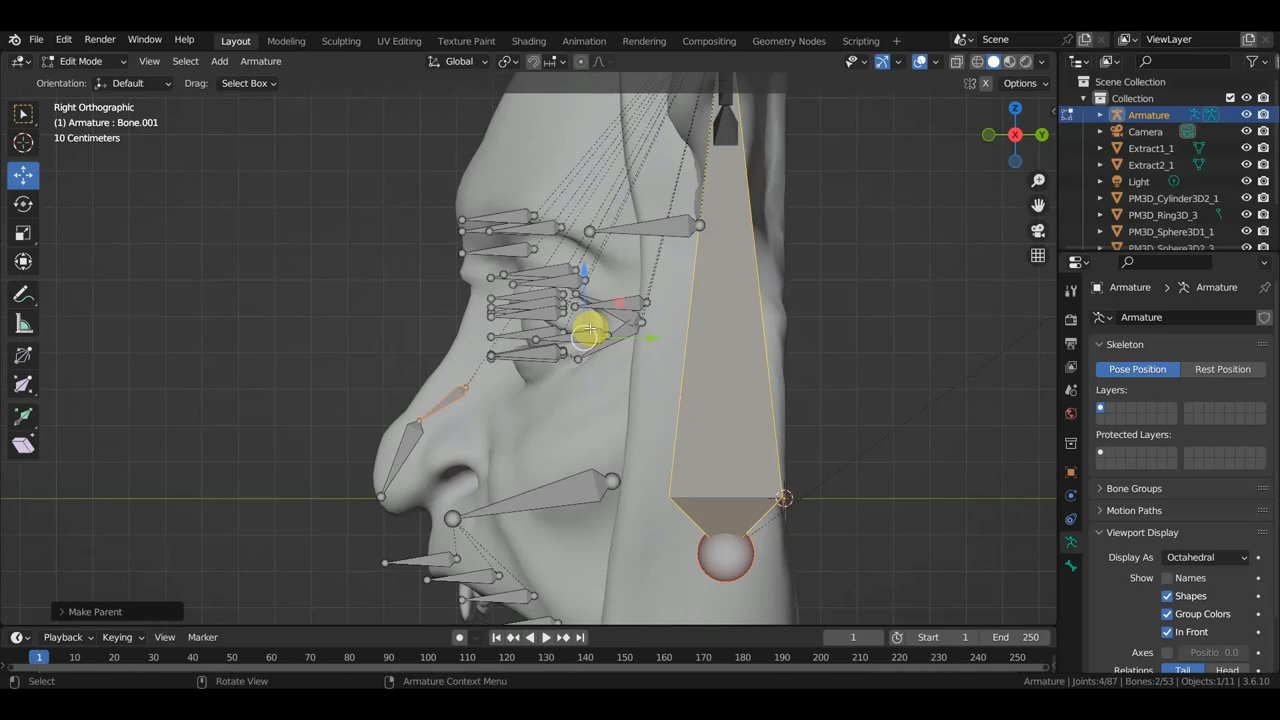 File Edit Render Window Help Layout Modeling Sculpting UV Editing Texture Paint Shading Animation Rendering Compositing Geometry Nodes Scripting + Scene ViewLayer
Edit Mode View Select Add Armature Global
Orientation: Default Drag: Select Box X Options
Right Orthographic
(1) Armature : Bone.001
10 Centimeters
X
Y
Z
Make Parent
Scene Collection
Collection
Armature
Camera
Extract1_1
Extract2_1
Light
PM3D_Cylinder3D2_1
PM3D_Ring3D_3
PM3D_Sphere3D1_1
PM3D_Sphere3D2_3
Armature > Armature
Armature
Skeleton
Pose Position Rest Position
Layers:
Protected Layers:
Bone Groups
Motion Paths
Viewport Display
Display As Octahedral
Show Names
Shapes
Group Colors
In Front
Axes Positio 0.0
Relations Tail Head
Playback Keying View Marker 1 Start 1 End 250
1 10 20 30 40 50 60 70 80 90 100 110 120 130 140 150 160 170 180 190 200 210 220 230 240 250
Select Rotate View Armature Context Menu Armature | Joints:4/87 | Bones:2/53 | Objects:1/11 | 3.6.10